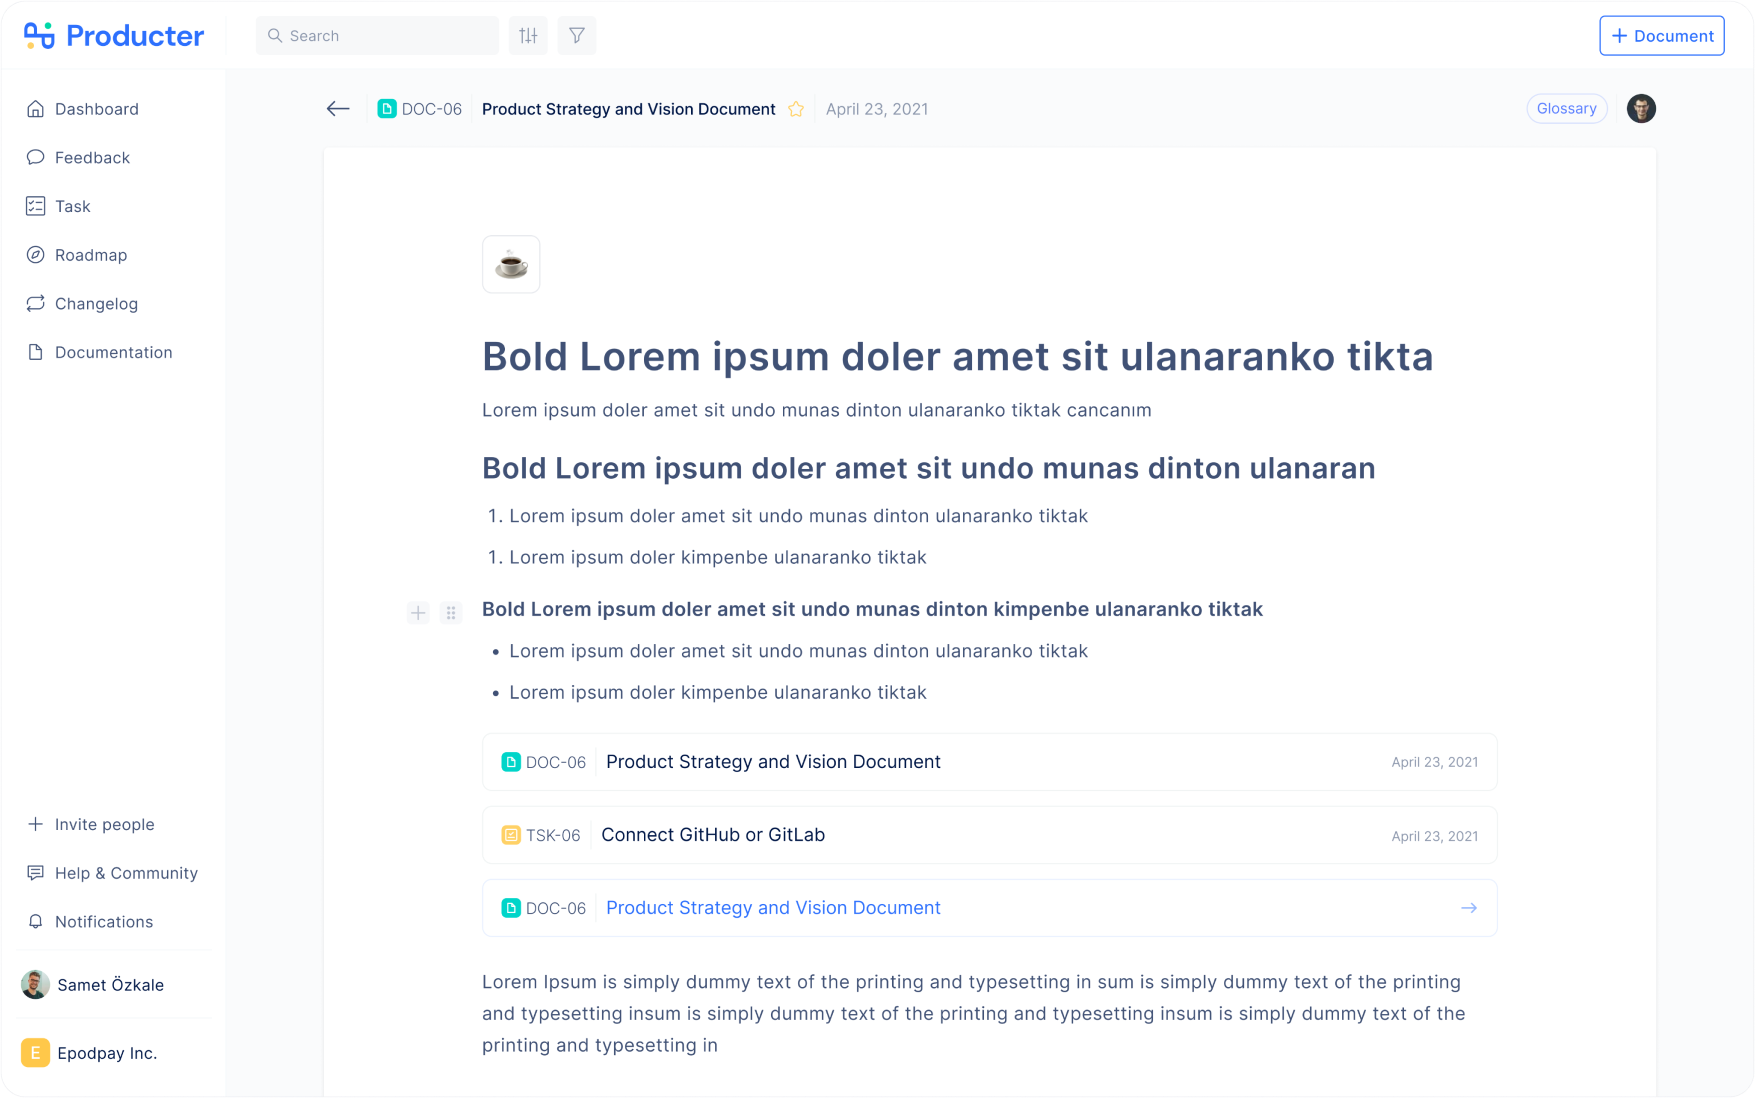 Producter
Search
+ Document
Dashboard
Feedback
Task
Roadmap
Changelog
Documentation
Invite people
Help & Community
Notifications
Samet Özkale
E Epodpay Inc.
DOC-06 Product Strategy and Vision Document April 23, 2021
Glossary
Bold Lorem ipsum doler amet sit ulanaranko tikta
Lorem ipsum doler amet sit undo munas dinton ulanaranko tiktak cancanım
Bold Lorem ipsum doler amet sit undo munas dinton ulanaran
1. Lorem ipsum doler amet sit undo munas dinton ulanaranko tiktak
1. Lorem ipsum doler kimpenbe ulanaranko tiktak
Bold Lorem ipsum doler amet sit undo munas dinton kimpenbe ulanaranko tiktak
• Lorem ipsum doler amet sit undo munas dinton ulanaranko tiktak
• Lorem ipsum doler kimpenbe ulanaranko tiktak
DOC-06 Product Strategy and Vision Document April 23, 2021
TSK-06 Connect GitHub or GitLab April 23, 2021
DOC-06 Product Strategy and Vision Document
Lorem Ipsum is simply dummy text of the printing and typesetting in sum is simply dummy text of the printing
and typesetting insum is simply dummy text of the printing and typesetting insum is simply dummy text of the
printing and typesetting in